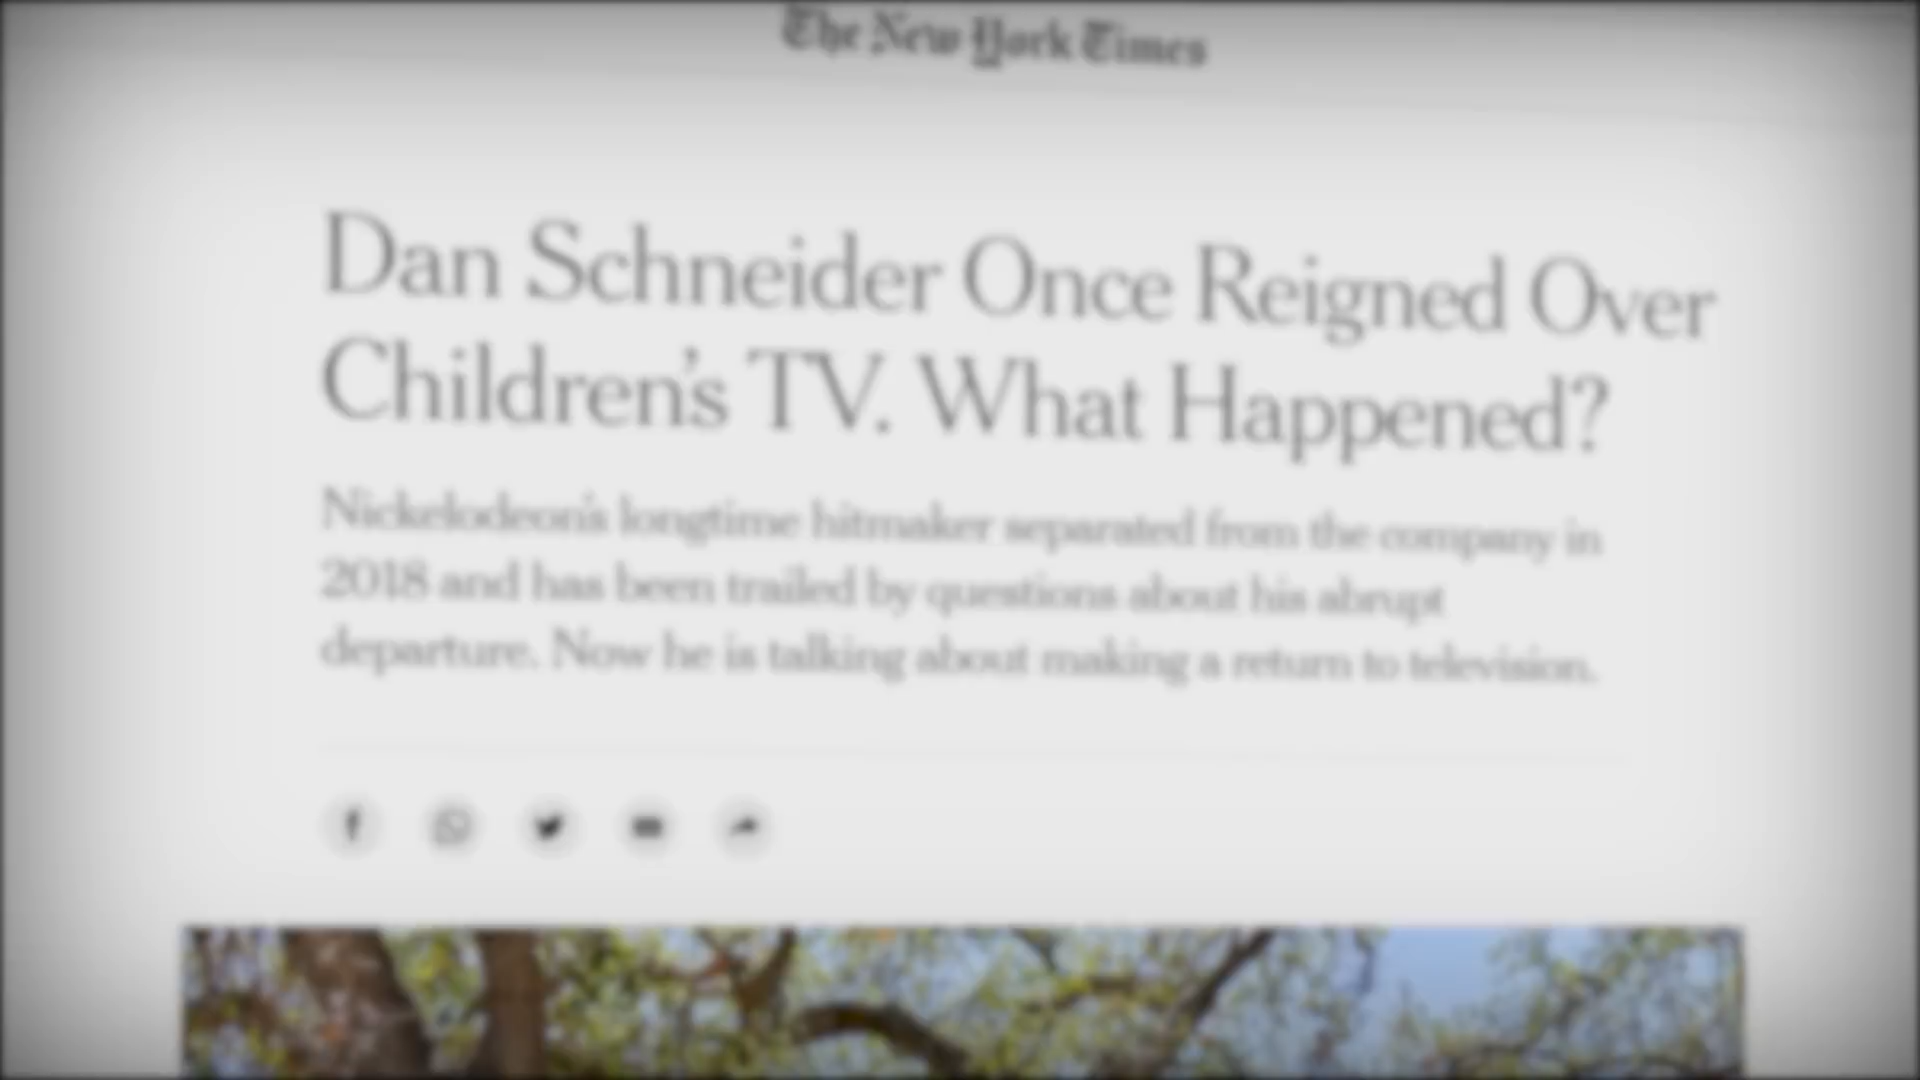 The New York Times
Dan Schneider Once Reigned Over
Children's TV. What Happened?
Nickelodeon's longtime hitmaker separated from the company in
2018 and has been trailed by questions about his abrupt
departure. Now he is talking about making a return to television.